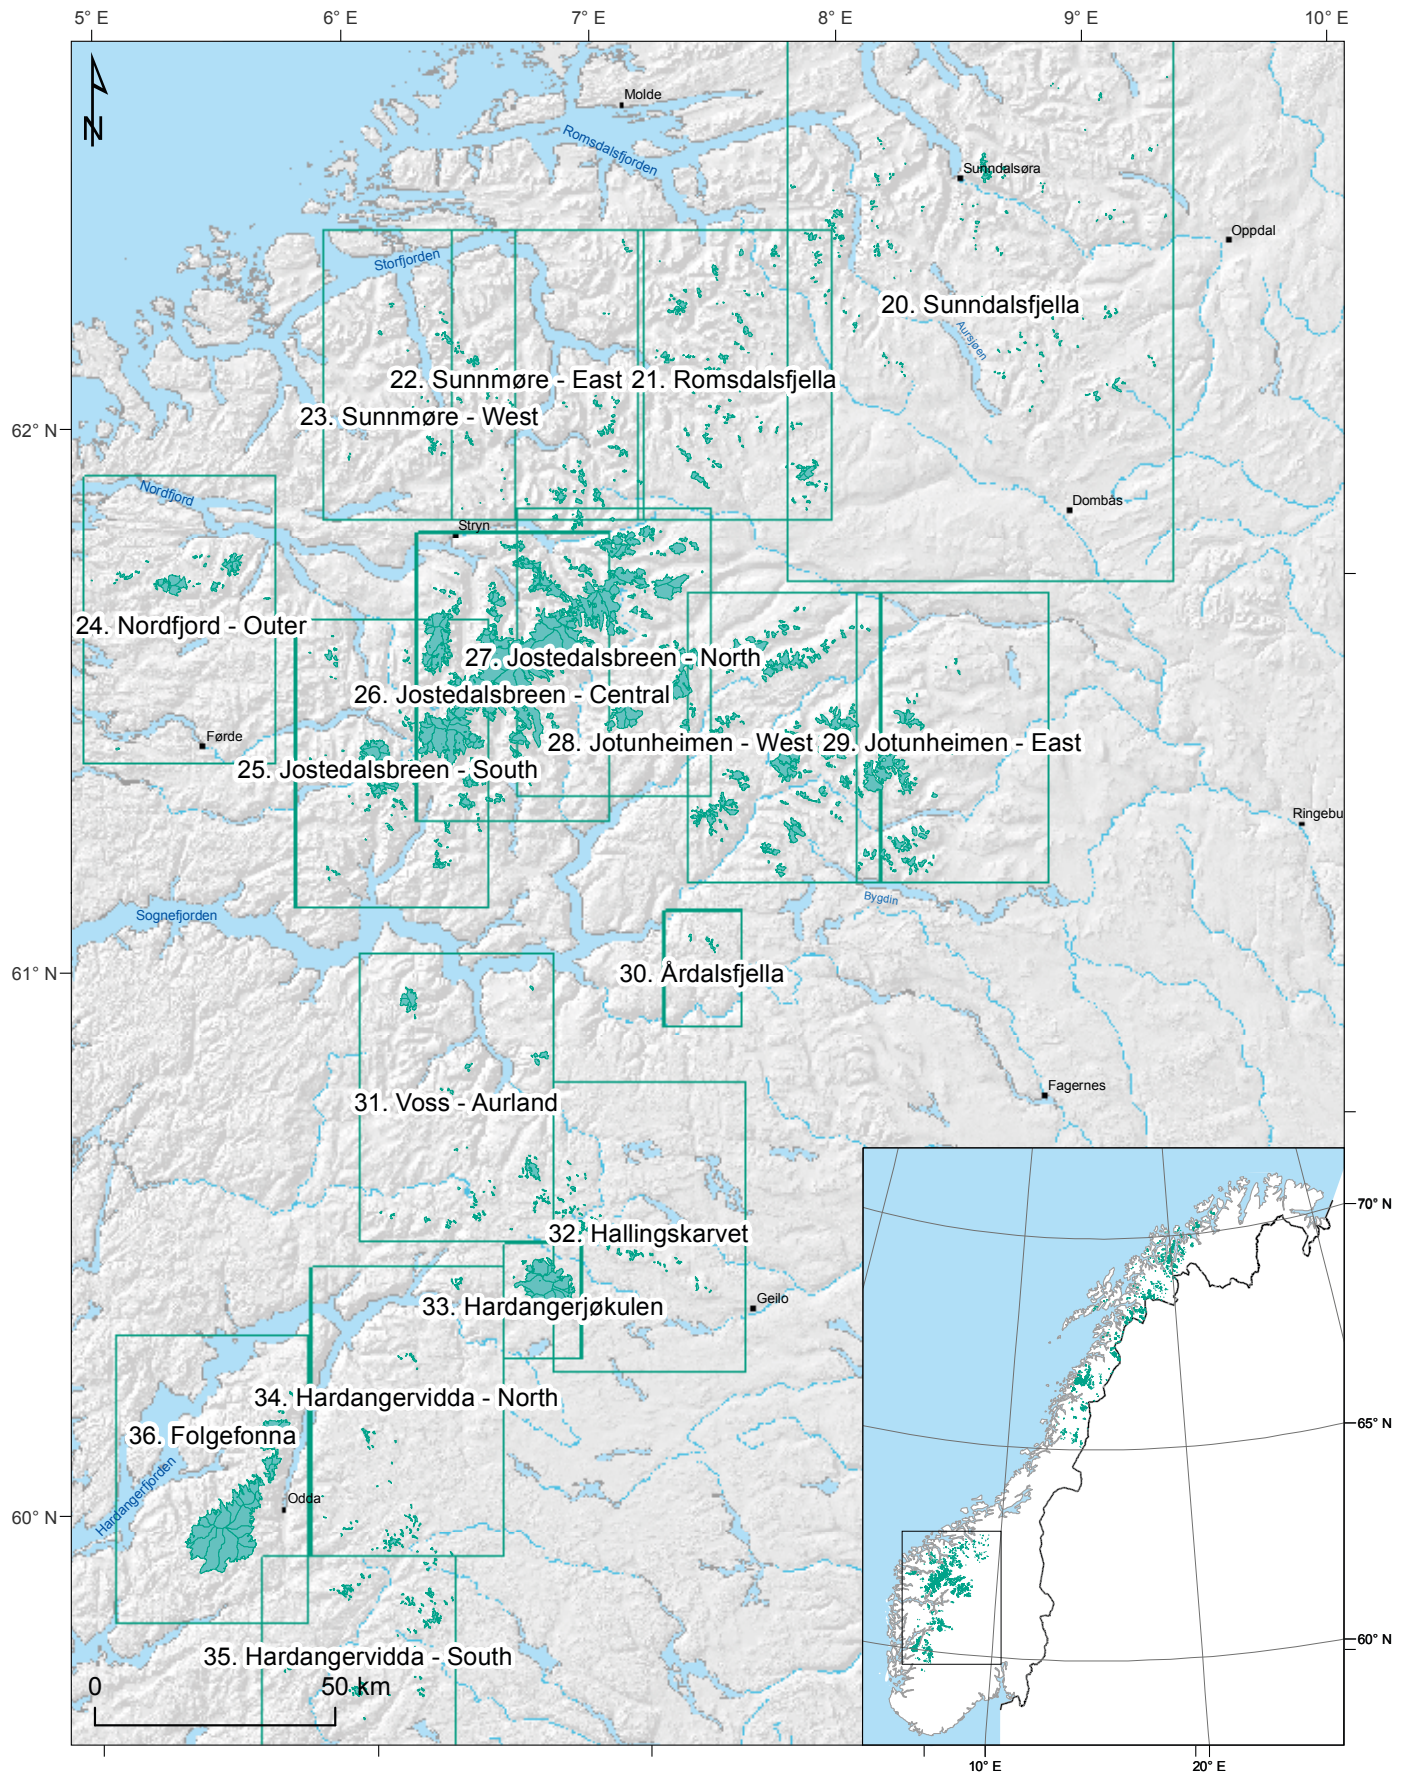 5° E
6° E
7° E
8° E
9° E
10° E
N
Molde
Romsdalsfjorden
Sunndalsøra
Oppdal
Storfjorden
20. Sunndalsfjella
Aursjøen
22. Sunnmøre - East
21. Romsdalsfjella
23. Sunnmøre - West
62° N
Nordfjord
Dombås
Stryn
24. Nordfjord - Outer
27. Jostedalsbreen - North
26. Jostedalsbreen - Central
Førde
28. Jotunheimen - West
29. Jotunheimen - East
25. Jostedalsbreen - South
Ringebu
Bygdin
Sognefjorden
61° N
30. Årdalsfjella
Fagernes
31. Voss - Aurland
70° N
32. Hallingskarvet
33. Hardangerjøkulen
Geilo
34. Hardangervidda - North
65° N
36. Folgefonna
Hardangerfjorden
Odda
60° N
60° N
35. Hardangervidda - South
0
50 km
10° E
20° E